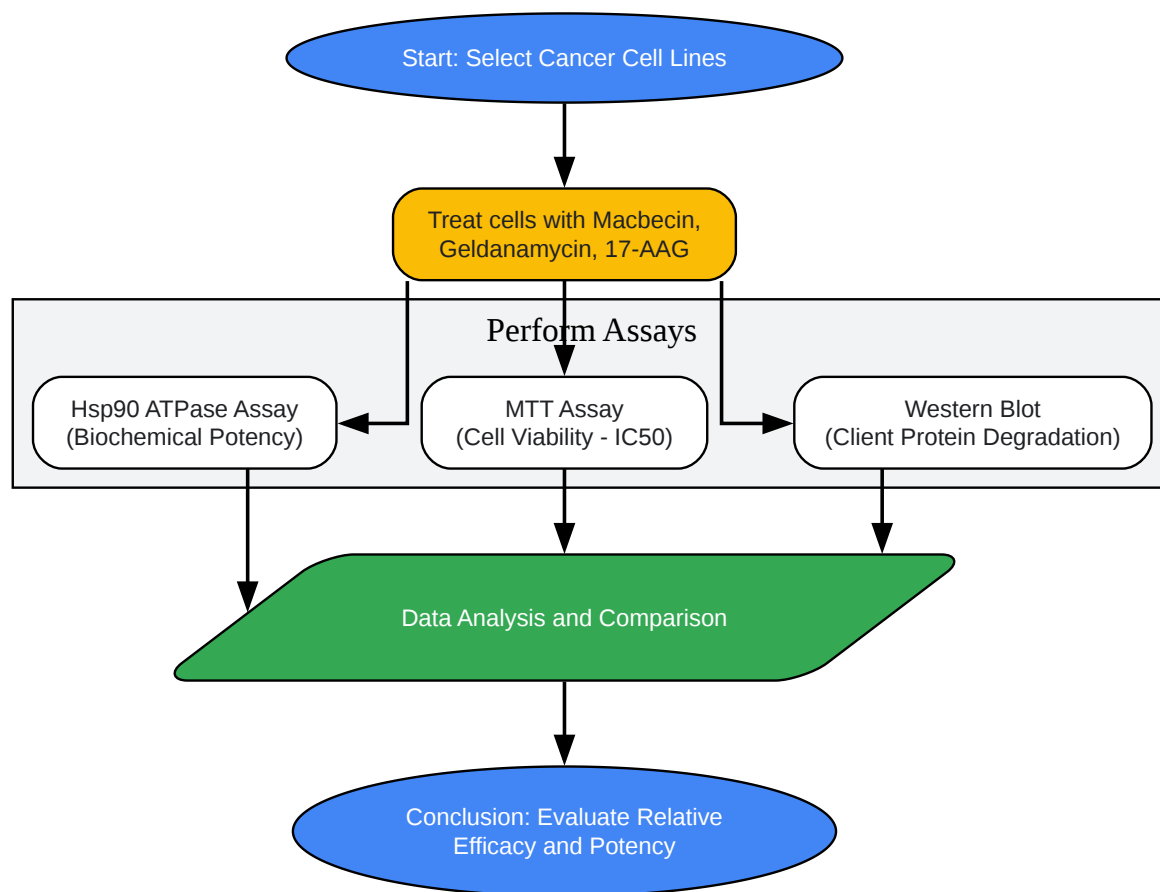 Start: Select Cancer Cell Lines
Treat cells with Macbecin,
Geldanamycin, 17-AAG
Perform Assays
Hsp90 ATPase Assay
(Biochemical Potency)
MTT Assay
(Cell Viability - IC50)
Western Blot
(Client Protein Degradation)
Data Analysis and Comparison
Conclusion: Evaluate Relative
Efficacy and Potency